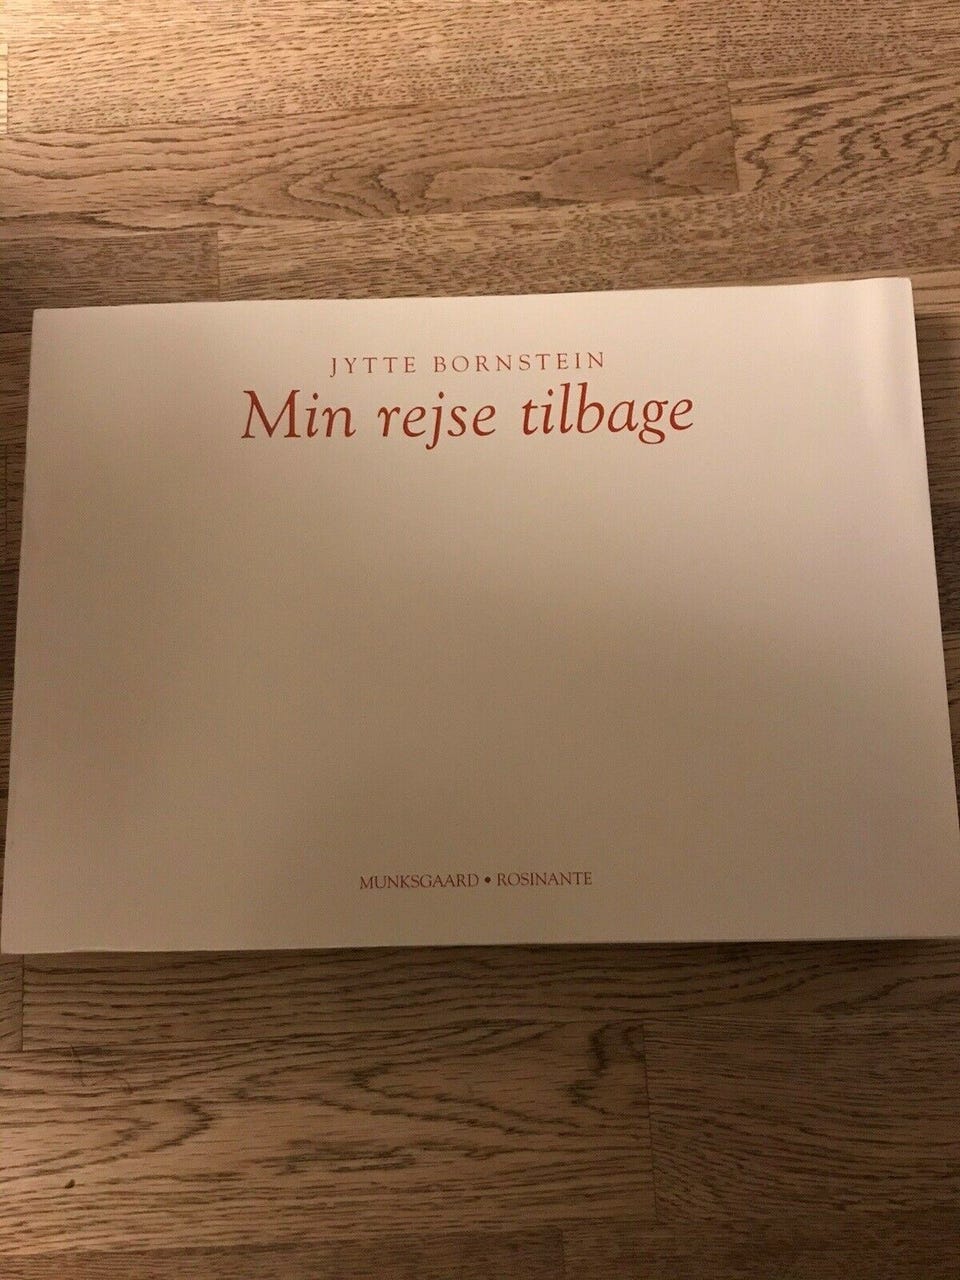 JYTTE BORNSTEIN
Min rejse tilbage
MUNKSGAARD • ROSINANTE